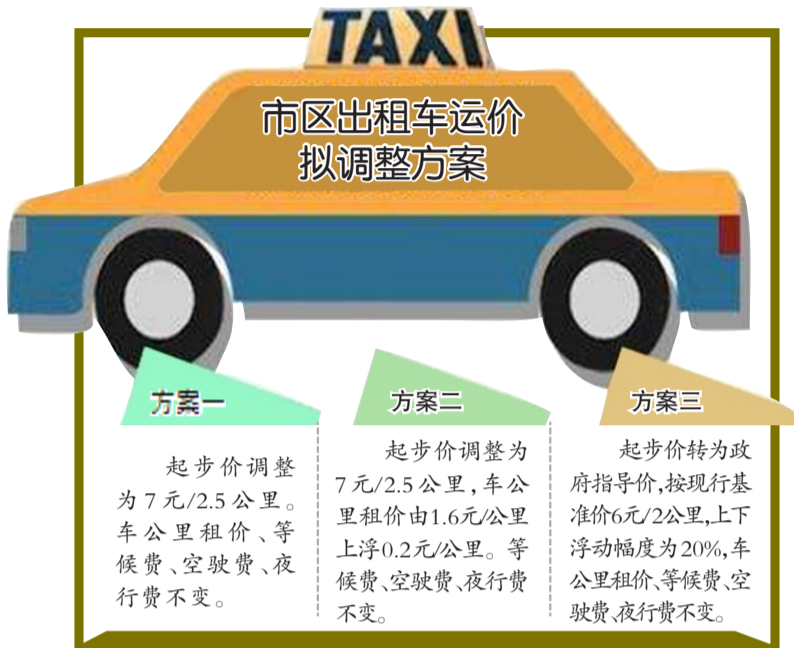 TAXI
市区出租车运价
拟调整方案
方案一
起步价调整
为7元/2.5公里。
车公里租价、等
候费、空驶费、夜
行费不变。
方案二
起步价调整为
7元/2.5公里,车公
里租价由1.6元/公里
上浮0.2元/公里。等
候费、空驶费、夜行费
不变。
方案三
起步价转为政
府指导价,按现行基
准价6元/2公里,上下
浮动幅度为20%,车
公里租价、等候费、空
驶费、夜行费不变。